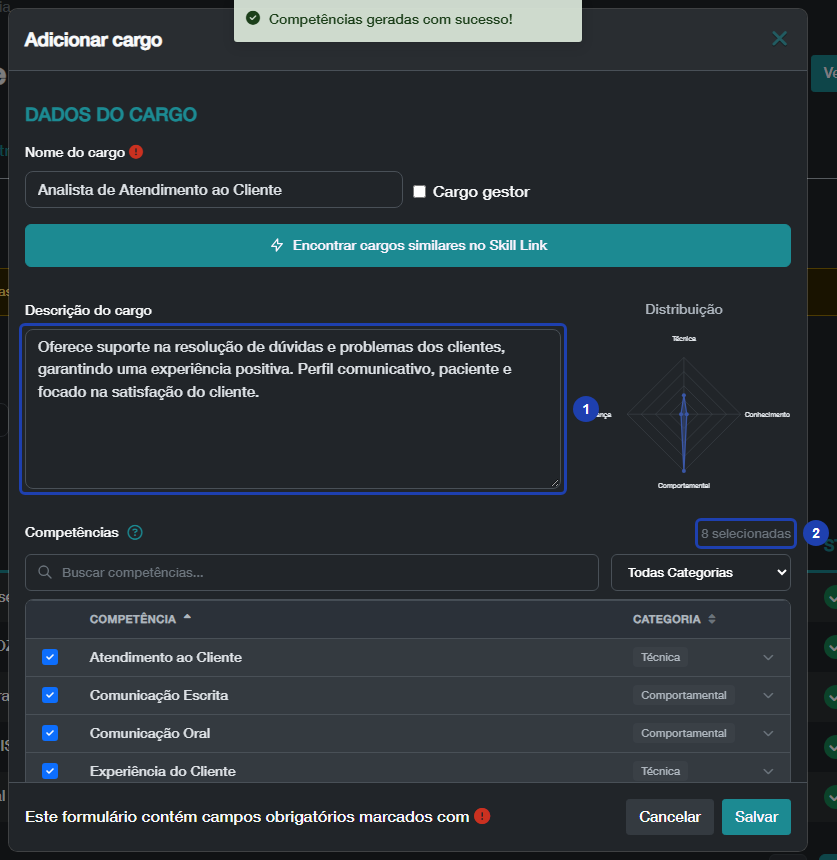 Competências geradas com sucesso!
Adicionar cargo
DADOS DO CARGO
Nome do cargo
Analista de Atendimento ao Cliente
Cargo gestor
Encontrar cargos similares no Skill Link
Descrição do cargo
Distribuição
Oferece suporte na resolução de dúvidas e problemas dos clientes,
garantindo uma experiência positiva. Perfil comunicativo, paciente e
focado na satisfação do cliente.
Técnica
1
Conhecimento
Comportamental
Competências ?
8 selecionadas
2
Buscar competências...
Todas Categorias
COMPETÊNCIA
CATEGORIA
Atendimento ao Cliente
Técnica
Comunicação Escrita
Comportamental
Comunicação Oral
Comportamental
Experiência do Cliente
Técnica
Este formulário contém campos obrigatórios marcados com
Cancelar
Salvar